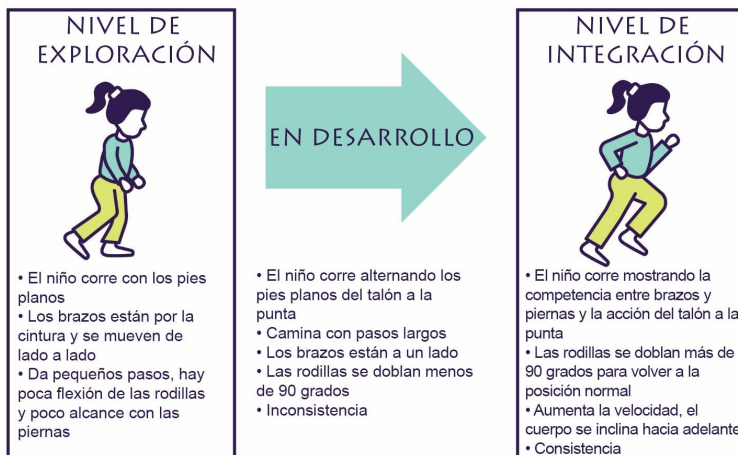 NIVEL DE
EXPLORACIÓN
• El niño corre con los pies
planos
• Los brazos están por la
cintura y se mueven de
lado a lado
• Da pequeños pasos, hay
poca flexión de las rodillas
y poco alcance con las
piernas
EN DESARROLLO
• El niño corre alternando los
pies planos del talón a la
punta
• Camina con pasos largos
• Los brazos están a un lado
• Las rodillas se doblan menos
de 90 grados
• Inconsistencia
NIVEL DE
INTEGRACIÓN
• El niño corre mostrando la
competencia entre brazos y
piernas y la acción del talón a la
punta
• Las rodillas se doblan más de
90 grados para volver a la
posición normal
• Aumenta la velocidad, el
cuerpo se inclina hacia adelante
• Consistencia